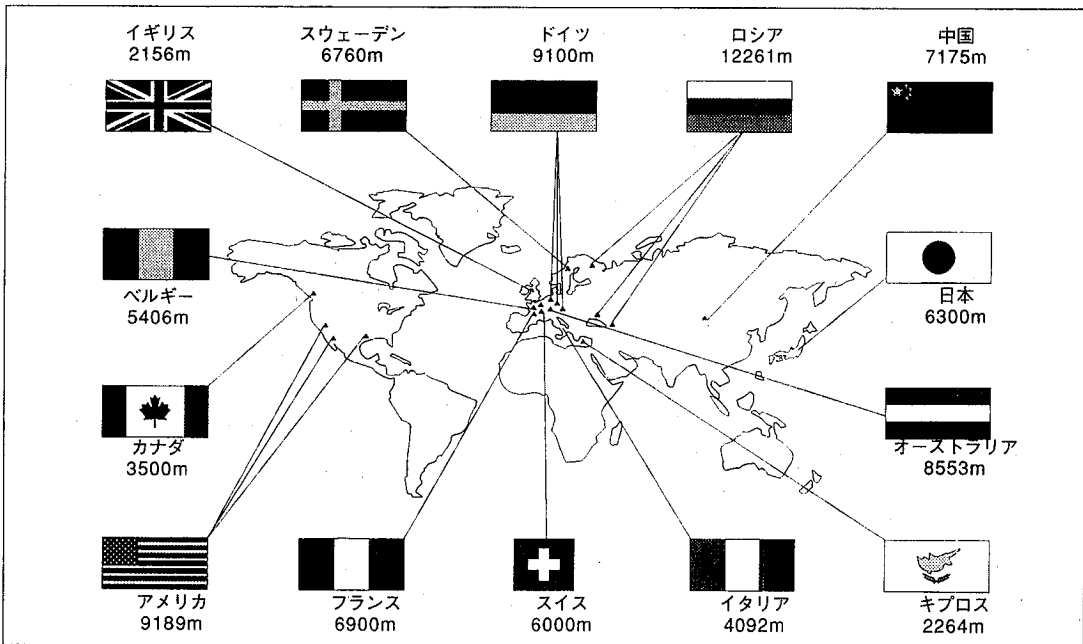 イギリス
2156m
スウェーデン
6760m
ドイツ
9100m
ロシア
12261m
中国
7175m
ベルギー
5406m
日本
6300m
カナダ
3500m
オーストラリア
8553m
アメリカ
9189m
フランス
6900m
スイス
6000m
イタリア
4092m
キプロス
2264m